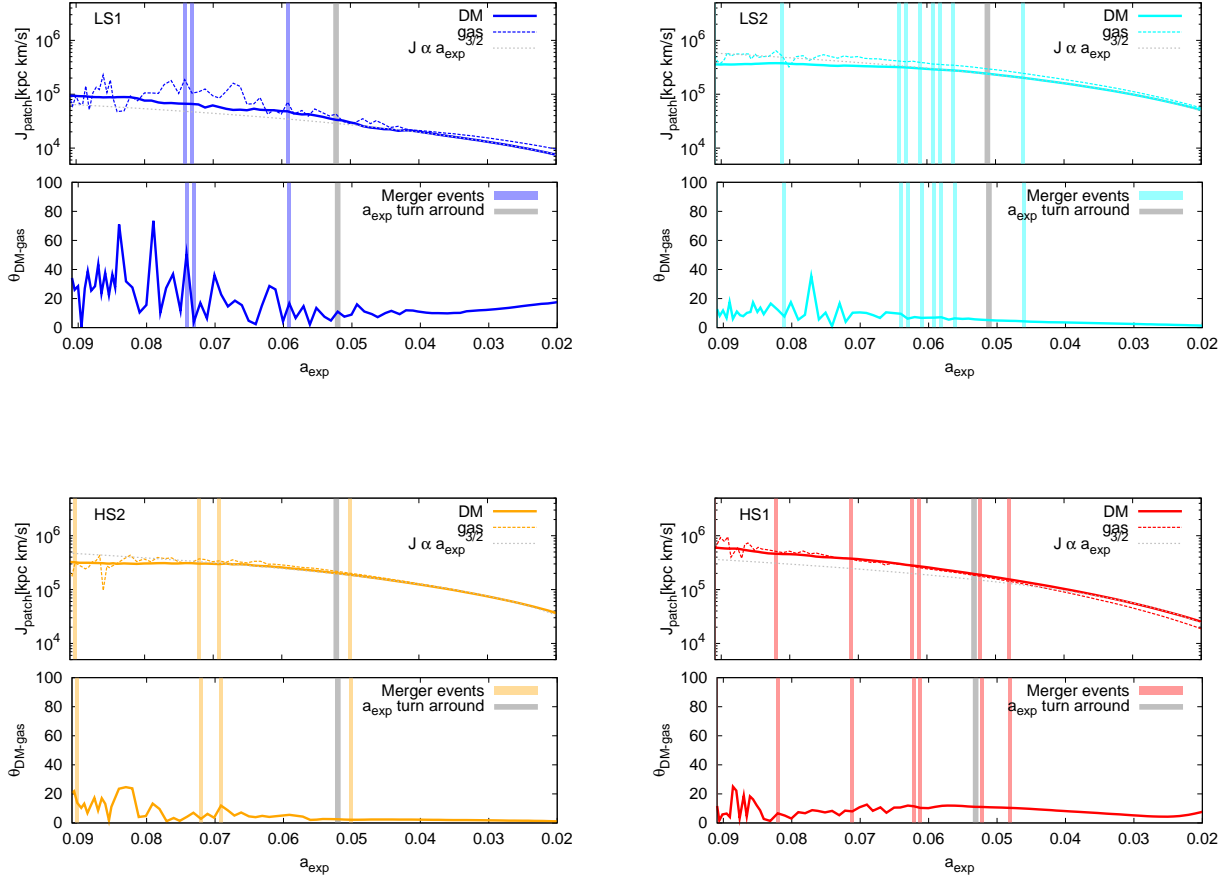 LS1
DM
gas
J ∝ a_exp^3/2
10^6
10^5
10^4
J_patch[kpc km/s]
Merger events
a_exp turn arround
100
80
60
40
20
0
θ_DM-gas
0.09 0.08 0.07 0.06 0.05 0.04 0.03 0.02
a_exp
LS2
DM
gas
J ∝ a_exp^3/2
10^6
10^5
10^4
J_patch[kpc km/s]
Merger events
a_exp turn arround
100
80
60
40
20
0
θ_DM-gas
0.09 0.08 0.07 0.06 0.05 0.04 0.03 0.02
a_exp
HS2
DM
gas
J ∝ a_exp^3/2
10^6
10^5
10^4
J_patch[kpc km/s]
Merger events
a_exp turn arround
100
80
60
40
20
0
θ_DM-gas
0.09 0.08 0.07 0.06 0.05 0.04 0.03 0.02
a_exp
HS1
DM
gas
J ∝ a_exp^3/2
10^6
10^5
10^4
J_patch[kpc km/s]
Merger events
a_exp turn arround
100
80
60
40
20
0
θ_DM-gas
0.09 0.08 0.07 0.06 0.05 0.04 0.03 0.02
a_exp